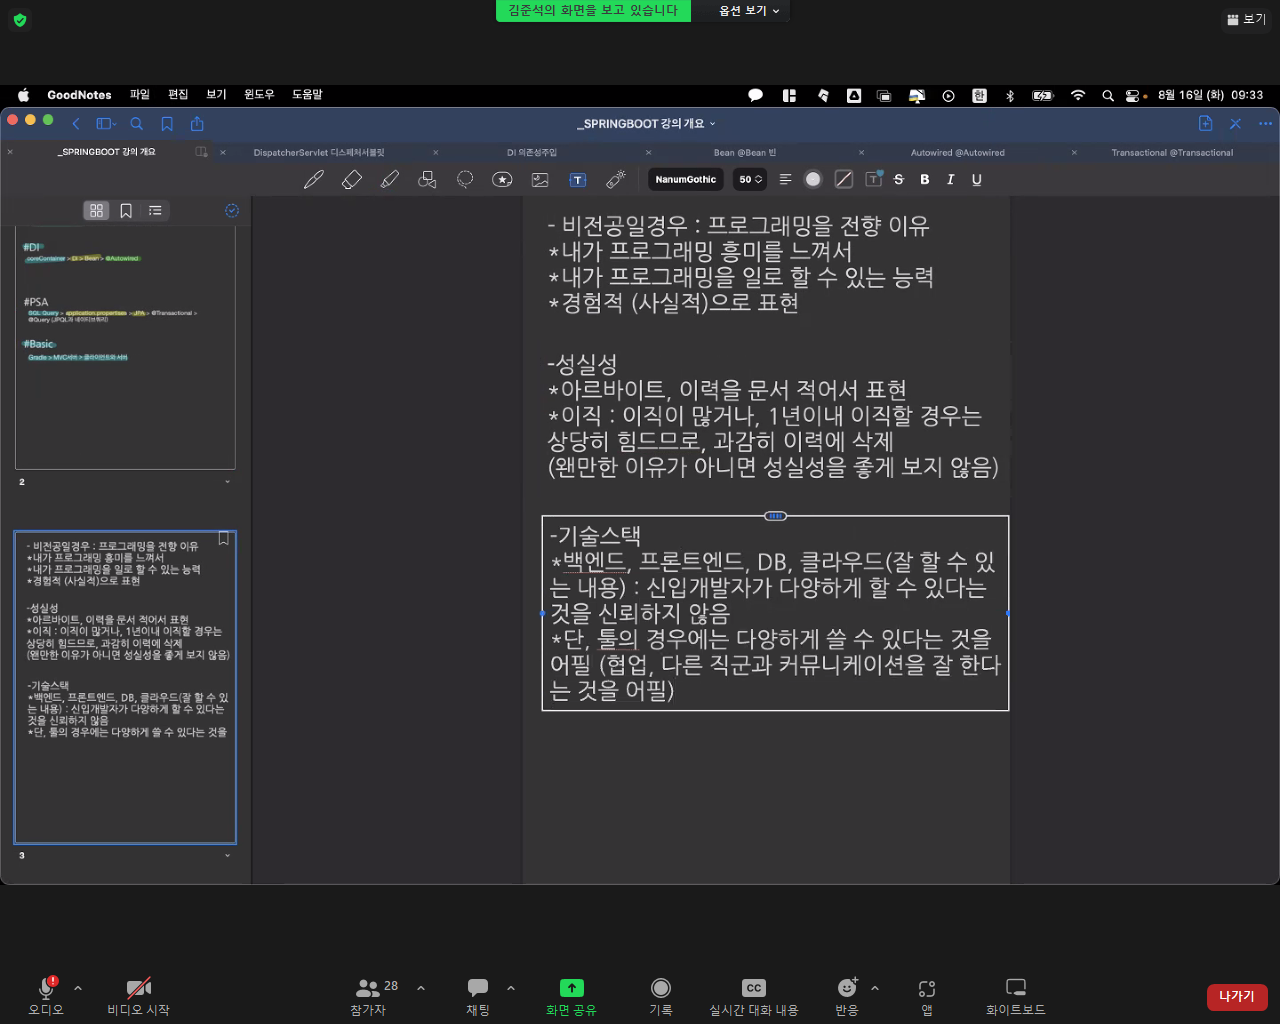 김준석의 화면을 보고 있습니다
옵션 보기
보기
GoodNotes 파일 편집 보기 윈도우 도움말
한
8월 16일 (화) 09:33
_SPRINGBOOT 강의 개요
_SPRINGBOOT 강의 개요
DispatcherServlet 디스패처서블릿
DI 의존성주입
Bean @Bean 빈
Autowired @Autowired
Transactional @Transactional
NanumGothic
50
T
T
S B I U
#DI
coreContainer > DI > Bean > @Autowired
#PSA
SQL Query > application.properties > JPA > @Transactional >
@Query (JPQL과 네이티브쿼리)
#Basic
Gradle > MVC서버 > 클라이언트와 서버
2
- 비전공일경우 : 프로그래밍을 전향 이유
*내가 프로그래밍 흥미를 느껴서
*내가 프로그래밍을 일로 할 수 있는 능력
*경험적 (사실적)으로 표현
-성실성
*아르바이트, 이력을 문서 적어서 표현
*이직 : 이직이 많거나, 1년이내 이직할 경우는
상당히 힘드므로, 과감히 이력에 삭제
(왠만한 이유가 아니면 성실성을 좋게 보지 않음)
-기술스택
*백엔드, 프론트엔드, DB, 클라우드(잘 할 수 있
는 내용) : 신입개발자가 다양하게 할 수 있다는
것을 신뢰하지 않음
*단, 툴의 경우에는 다양하게 쓸 수 있다는 것을
3
- 비전공일경우 : 프로그래밍을 전향 이유
*내가 프로그래밍 흥미를 느껴서
*내가 프로그래밍을 일로 할 수 있는 능력
*경험적 (사실적)으로 표현
-성실성
*아르바이트, 이력을 문서 적어서 표현
*이직 : 이직이 많거나, 1년이내 이직할 경우는
상당히 힘드므로, 과감히 이력에 삭제
(왠만한 이유가 아니면 성실성을 좋게 보지 않음)
-기술스택
*백엔드, 프론트엔드, DB, 클라우드(잘 할 수 있
는 내용) : 신입개발자가 다양하게 할 수 있다는
것을 신뢰하지 않음
*단, 툴의 경우에는 다양하게 쓸 수 있다는 것을
어필 (협업, 다른 직군과 커뮤니케이션을 잘 한다
는 것을 어필)
오디오
비디오 시작
28
참가자
채팅
화면 공유
기록
CC
실시간 대화 내용
반응
앱
화이트보드
나가기